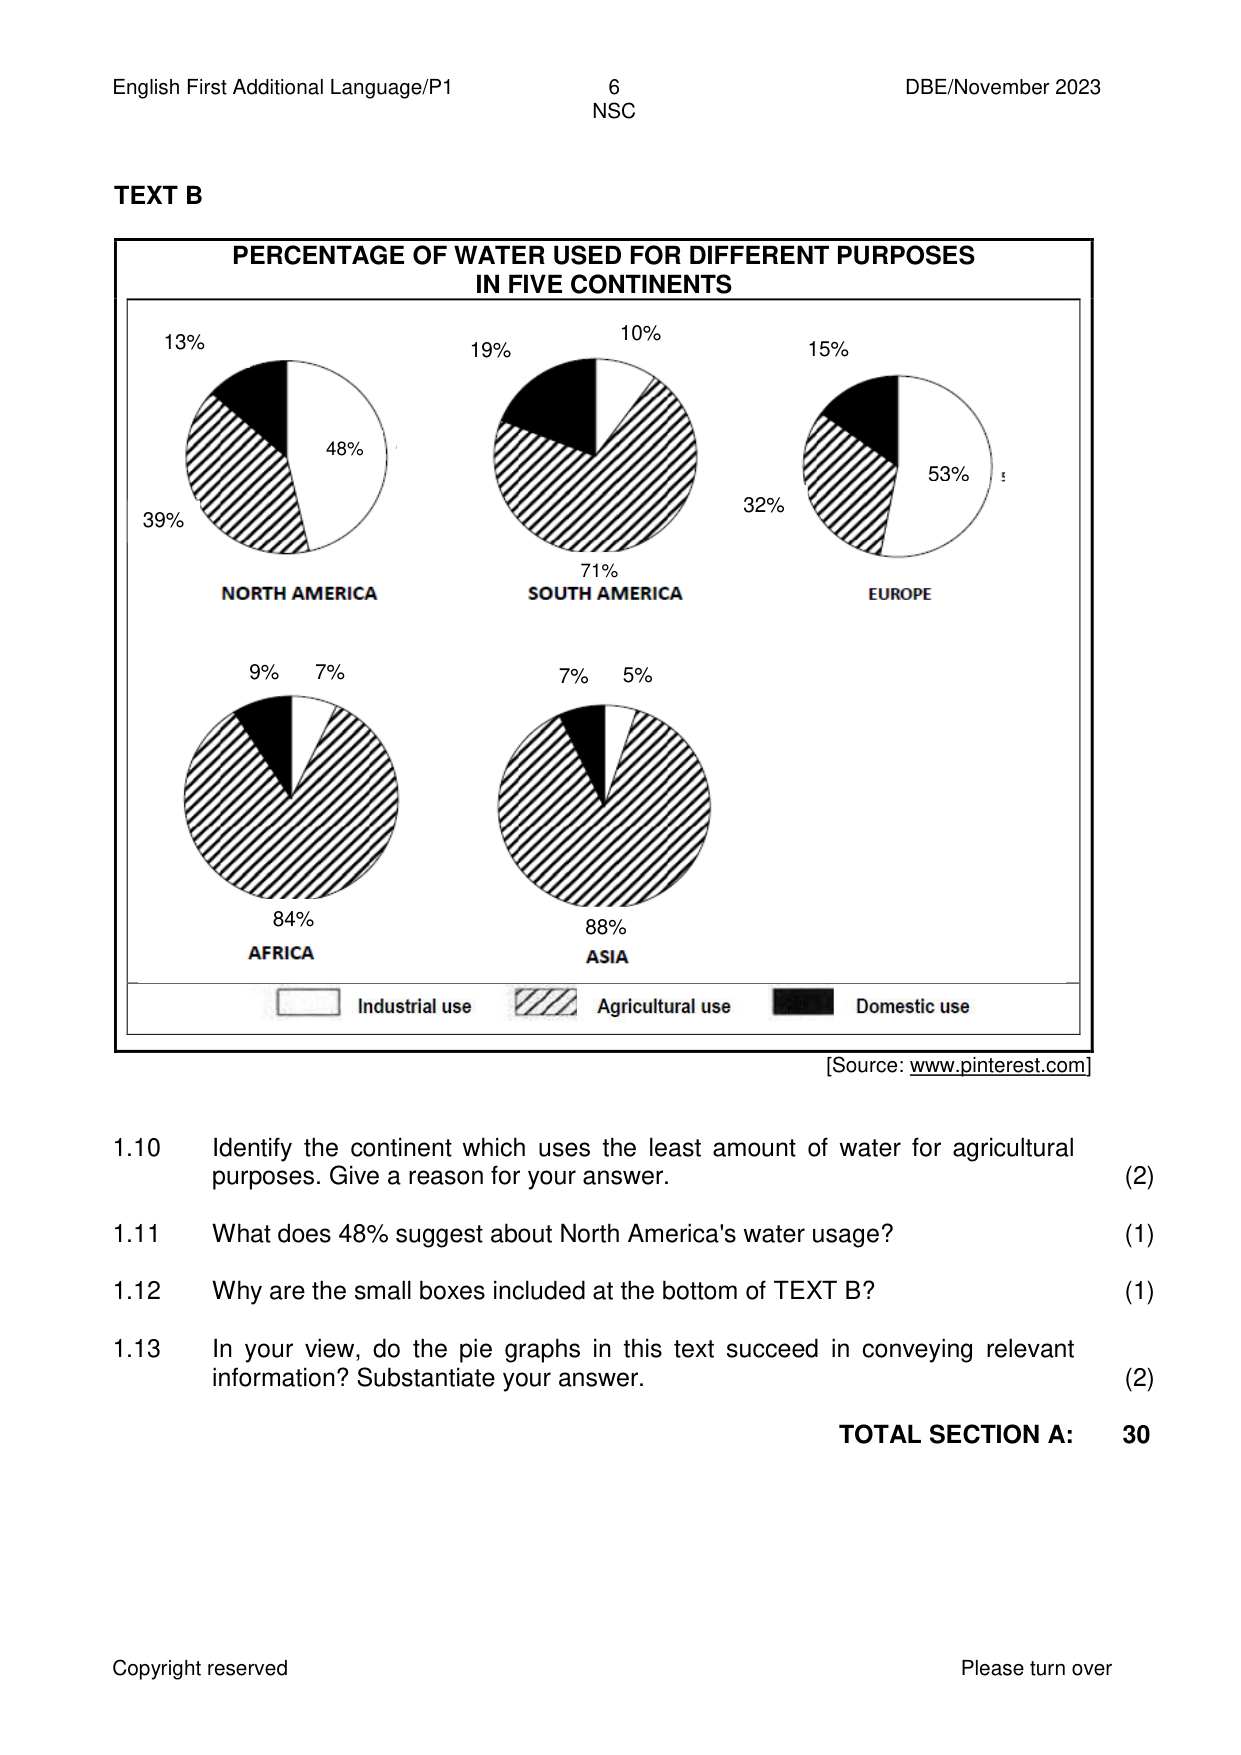 English First Additional Language/P1 6 DBE/November 2023
NSC
TEXT B
PERCENTAGE OF WATER USED FOR DIFFERENT PURPOSES
IN FIVE CONTINENTS
13%
48%
39%
NORTH AMERICA
19%
10%
71%
SOUTH AMERICA
15%
53%
32%
EUROPE
9% 7%
84%
AFRICA
7% 5%
88%
ASIA
Industrial use Agricultural use Domestic use
[Source: www.pinterest.com]
1.10 Identify the continent which uses the least amount of water for agricultural
purposes. Give a reason for your answer. (2)
1.11 What does 48% suggest about North America's water usage? (1)
1.12 Why are the small boxes included at the bottom of TEXT B? (1)
1.13 In your view, do the pie graphs in this text succeed in conveying relevant
information? Substantiate your answer. (2)
TOTAL SECTION A: 30
Copyright reserved Please turn over